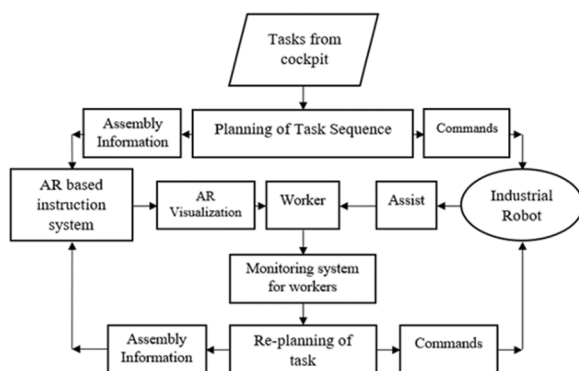 Tasks from
cockpit
Assembly
Information
Planning of Task Sequence
Commands
AR based
instruction
system
AR
Visualization
Worker
Assist
Industrial
Robot
Monitoring system
for workers
Assembly
Information
Re-planning of
task
Commands